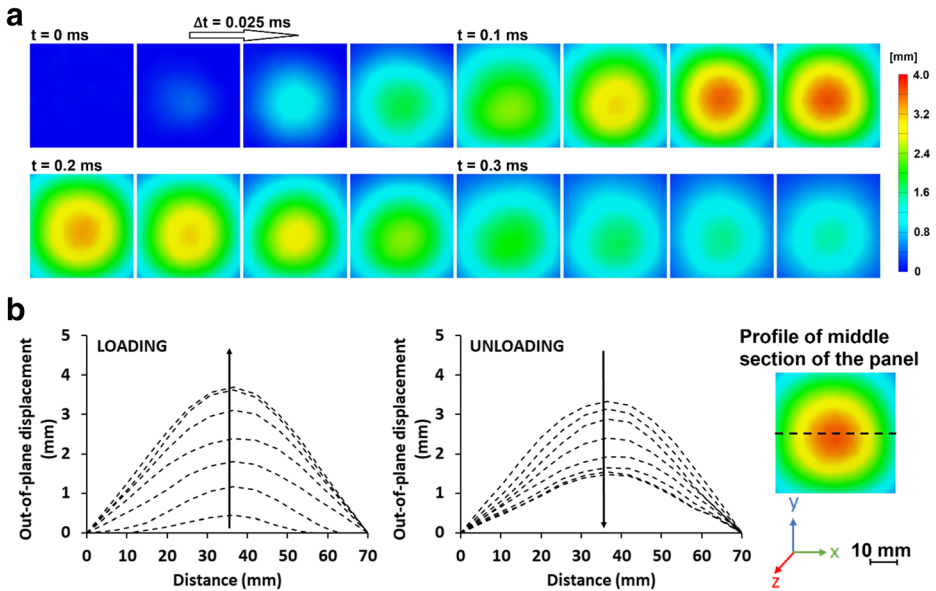 a
Δt = 0.025 ms
t = 0 ms
t = 0.1 ms
[mm]
4.0
3.2
2.4
1.6
0.8
0
t = 0.2 ms
t = 0.3 ms
b
Out-of-plane displacement
(mm)
5
4
3
2
1
0
LOADING
0 10 20 30 40 50 60 70
Distance (mm)
Out-of-plane displacement
(mm)
5
4
3
2
1
0
UNLOADING
0 10 20 30 40 50 60 70
Distance (mm)
Profile of middle
section of the panel
y
x
z
10 mm